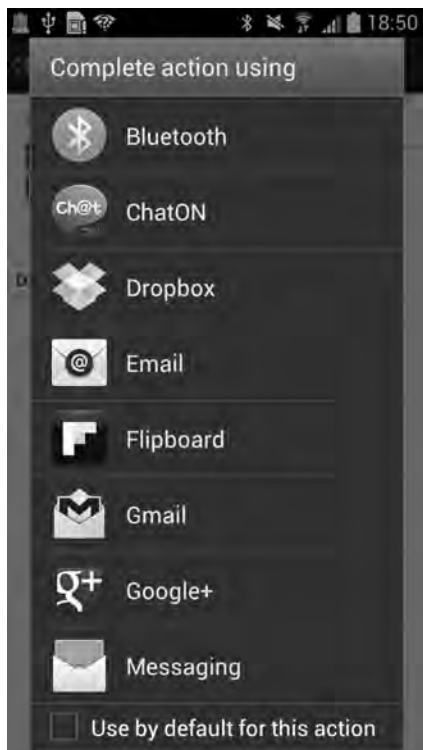 18:50
Complete action using
Bluetooth
Ch@t
ChatON
Dropbox
@
Email
Flipboard
Gmail
g+
Google+
Messaging
Use by default for this action